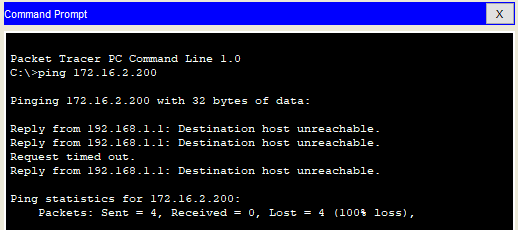 Command Prompt
X
Packet Tracer PC Command Line 1.0
C:\>ping 172.16.2.200
Pinging 172.16.2.200 with 32 bytes of data:
Reply from 192.168.1.1: Destination host unreachable.
Reply from 192.168.1.1: Destination host unreachable.
Request timed out.
Reply from 192.168.1.1: Destination host unreachable.
Ping statistics for 172.16.2.200:
    Packets: Sent = 4, Received = 0, Lost = 4 (100% loss),